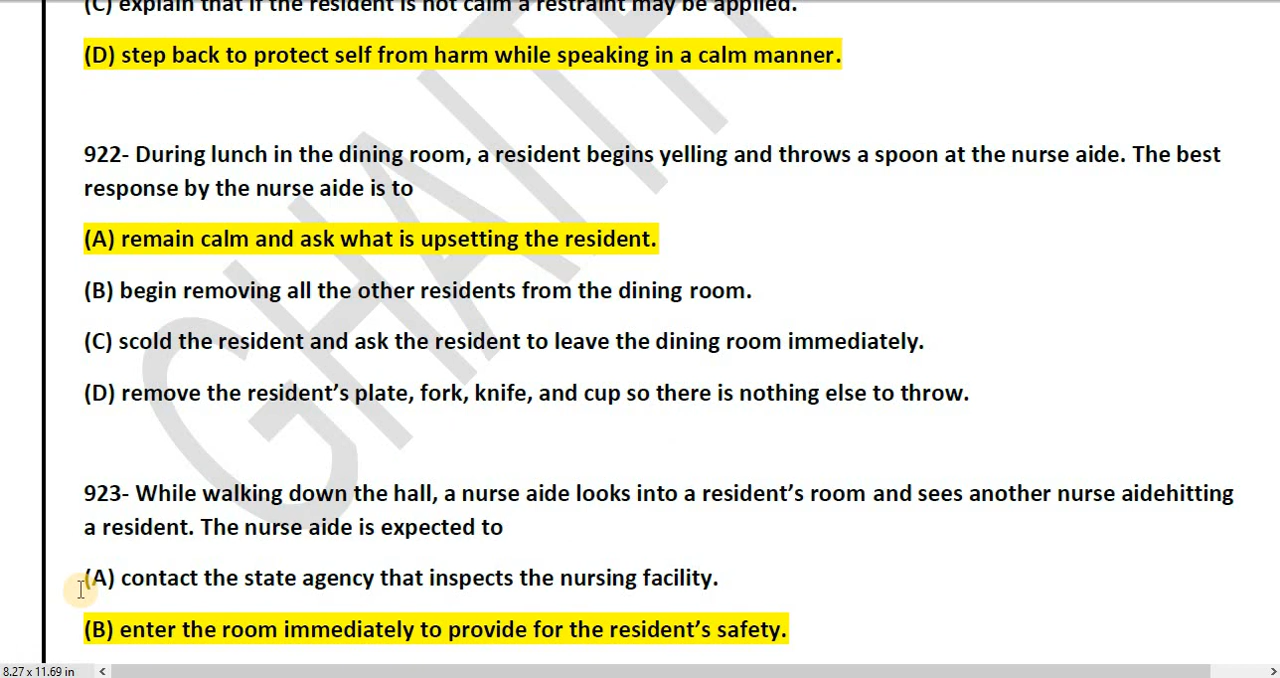 (C) explain that if the resident is not calm a restraint may be applied.
(D) step back to protect self from harm while speaking in a calm manner.
922- During lunch in the dining room, a resident begins yelling and throws a spoon at the nurse aide. The best
response by the nurse aide is to
(A) remain calm and ask what is upsetting the resident.
(B) begin removing all the other residents from the dining room.
(C) scold the resident and ask the resident to leave the dining room immediately.
(D) remove the resident’s plate, fork, knife, and cup so there is nothing else to throw.
923- While walking down the hall, a nurse aide looks into a resident’s room and sees another nurse aidehitting
a resident. The nurse aide is expected to
(A) contact the state agency that inspects the nursing facility.
(B) enter the room immediately to provide for the resident’s safety.
8.27 x 11.69 in
GHAITH